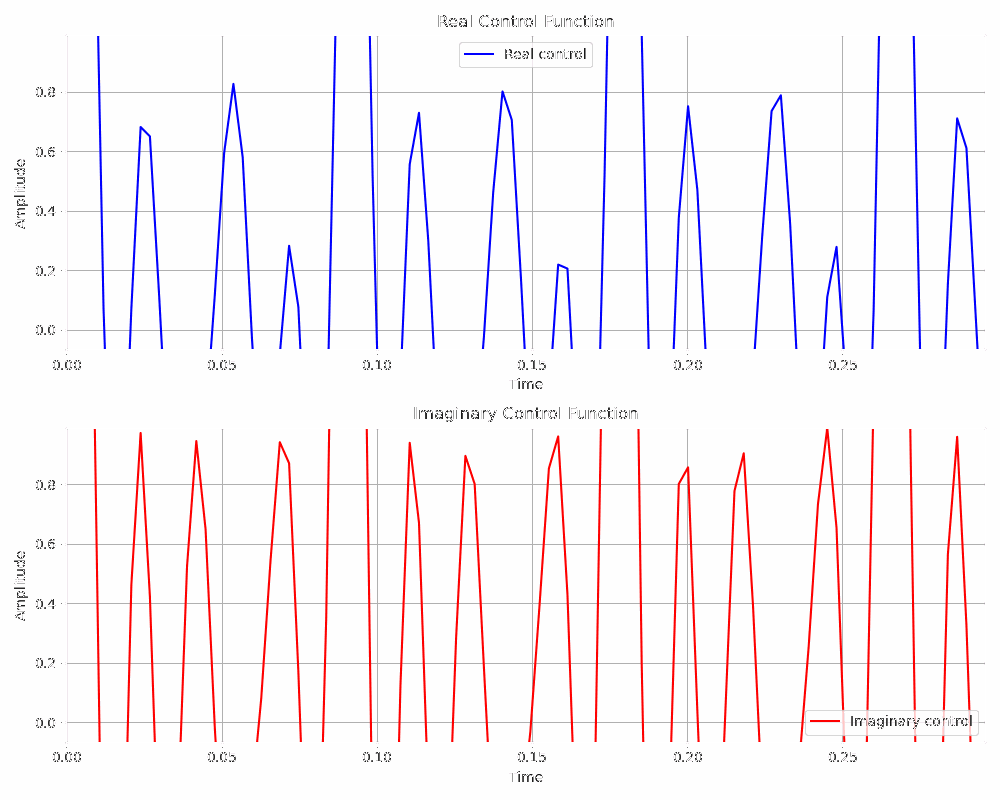 Real Control Function
Real control
0.8
0.6
0.4
0.2
0.0
Amplitude
0.00 0.05 0.10 0.15 0.20 0.25
Time
Imaginary Control Function
0.8
0.6
0.4
0.2
0.0
Amplitude
Imaginary control
0.00 0.05 0.10 0.15 0.20 0.25
Time